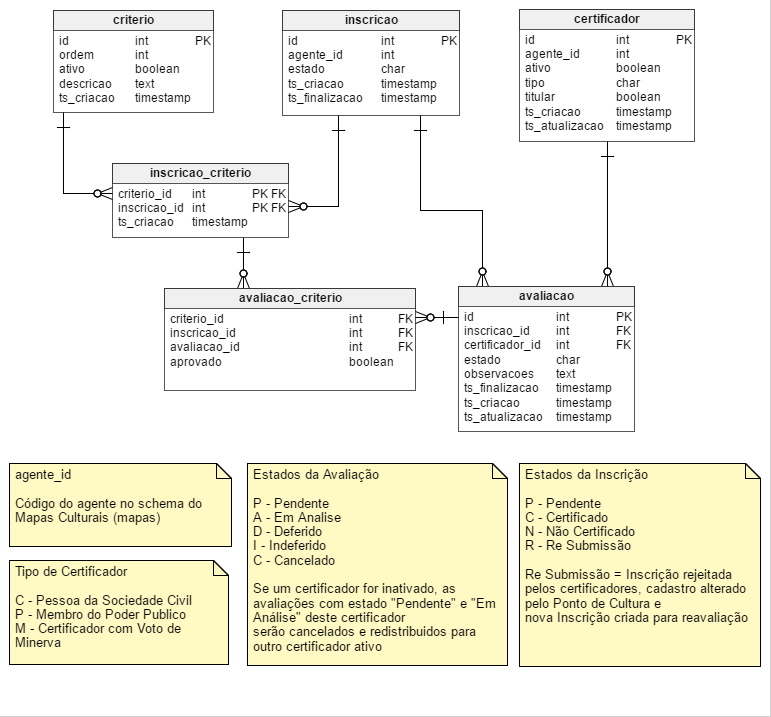 criterio
id int PK
ordem int
ativo boolean
descricao text
ts_criacao timestamp
inscricao
id int PK
agente_id int
estado char
ts_criacao timestamp
ts_finalizacao timestamp
certificador
id int PK
agente_id int
ativo boolean
tipo char
titular boolean
ts_criacao timestamp
ts_atualizacao timestamp
inscricao_criterio
criterio_id int PK FK
inscricao_id int PK FK
ts_criacao timestamp
avaliacao_criterio
criterio_id int FK
inscricao_id int FK
avaliacao_id int FK
aprovado boolean
avaliacao
id int PK
inscricao_id int FK
certificador_id int FK
estado char
observacoes text
ts_finalizacao timestamp
ts_criacao timestamp
ts_atualizacao timestamp
agente_id
Código do agente no schema do
Mapas Culturais (mapas)
Tipo de Certificador
C - Pessoa da Sociedade Civil
P - Membro do Poder Publico
M - Certificador com Voto de
Minerva
Estados da Avaliação
P - Pendente
A - Em Analise
D - Deferido
I - Indeferido
C - Cancelado
Se um certificador for inativado, as
avaliações com estado "Pendente" e "Em
Análise" deste certificador
serão cancelados e redistribuidos para
outro certificador ativo
Estados da Inscrição
P - Pendente
C - Certificado
N - Não Certificado
R - Re Submissão
Re Submissão = Inscrição rejeitada
pelos certificadores, cadastro alterado
pelo Ponto de Cultura e
nova Inscrição criada para reavaliação